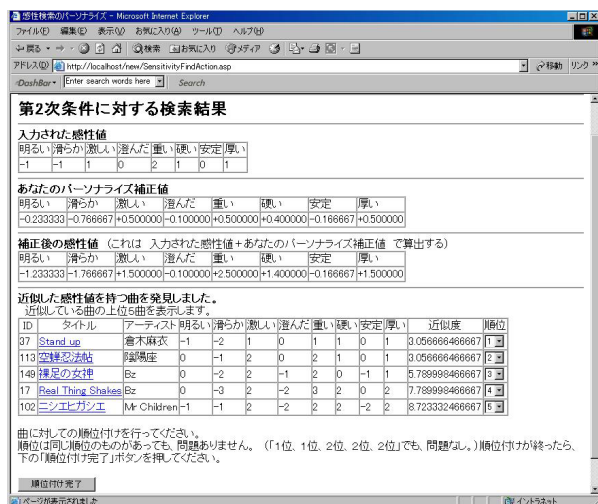 感性検索のパーソナライズ - Microsoft Internet Explorer
ファイル(F) 編集(E) 表示(V) お気に入り(A) ツール(T) ヘルプ(H)
戻る 検索 お気に入り メディア
アドレス(D) http://localhost/new/SensitivityFindAction.asp 移動 リンク »
DashBar Enter search words here Search
第2次条件に対する検索結果
入力された感性値
明るい 滑らか 激しい 澄んだ 重い 硬い 安定 厚い
-1 -1 1 0 2 1 0 1
あなたのパーソナライズ補正値
明るい 滑らか 激しい 澄んだ 重い 硬い 安定 厚い
-0.233333 -0.766667 +0.500000 -0.100000 +0.500000 +0.400000 -0.166667 +0.500000
補正後の感性値 (これは 入力された感性値+あなたのパーソナライズ補正値 で算出する)
明るい 滑らか 激しい 澄んだ 重い 硬い 安定 厚い
-1.233333 -1.766667 +1.500000 -0.100000 +2.500000 +1.400000 -0.166667 +1.500000
近似した感性値を持つ曲を発見しました。
近似している曲の上位5曲を表示します。
ID タイトル アーティスト 明るい 滑らか 激しい 澄んだ 重い 硬い 安定 厚い 近似度 順位
37 Stand up 倉木麻衣 -1 -2 1 0 1 1 0 1 3.056666466667 1
113 空蝉忍法帖 陰陽座 0 -1 2 0 2 1 0 1 3.056666466667 2
149 裸足の女神 Bz 0 -2 2 -1 2 0 -1 1 5.789998466667 3
17 Real Thing Shakes Bz 0 -3 2 -2 3 2 0 2 7.789998466667 4
102 ニシエヒガシエ Mr Children -1 -1 2 -2 2 2 -2 2 8.723332466667 5
曲に対しての順位付けを行ってください。
順位は同じ順位のものがあっても、問題ありません。 (「1位、1位、2位、2位、2位」でも、問題なし。)順位付けが終ったら、
下の「順位付け完了」ボタンを押してください。
順位付け完了
ページが表示されました イントラネット